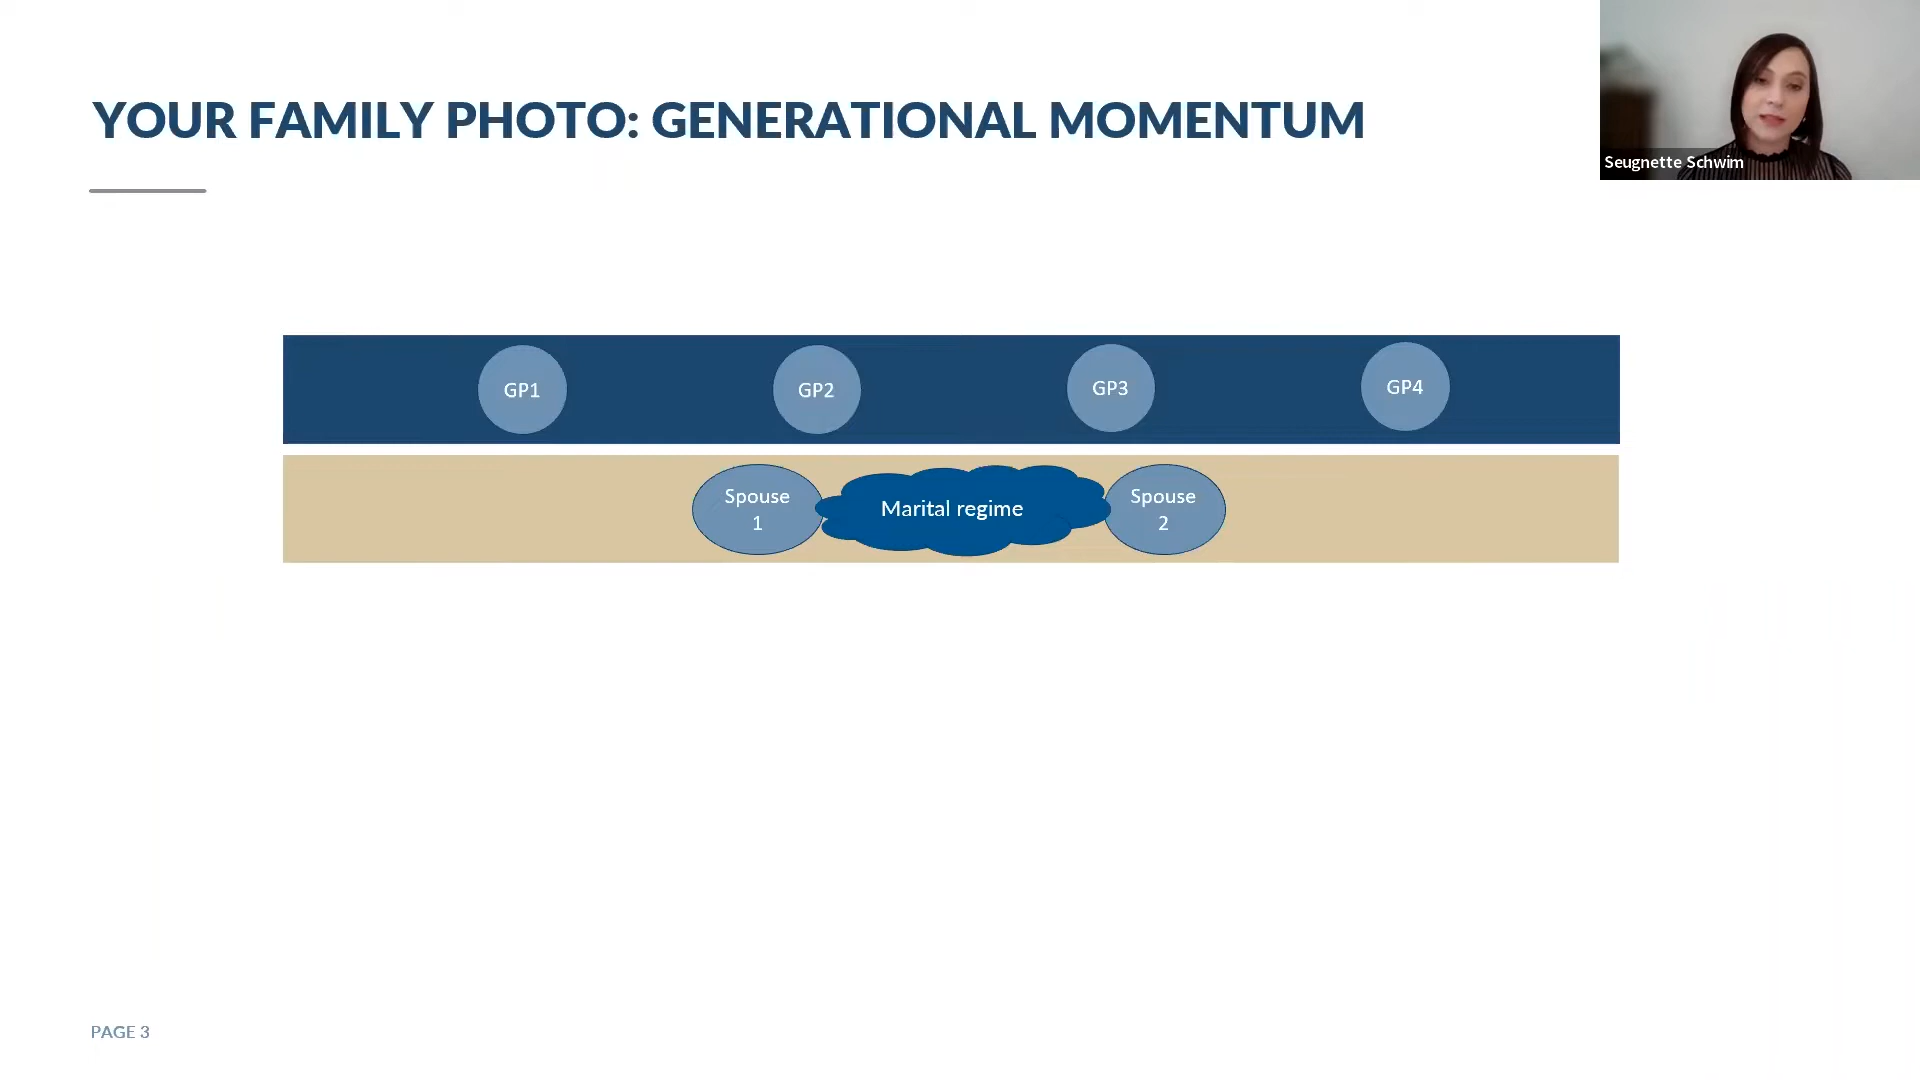 YOUR FAMILY PHOTO: GENERATIONAL MOMENTUM
Seugnette Schwim
GP1
GP2
GP3
GP4
Spouse
1
Marital regime
Spouse
2
PAGE 3